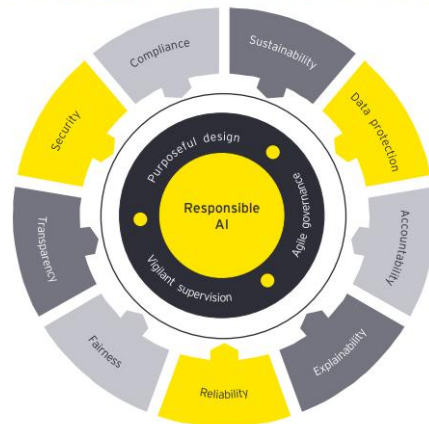 Compliance
Sustainability
Data protection
Accountability
Explainability
Reliability
Fairness
Transparency
Security
Purposeful design
Agile governance
Vigilant supervision
Responsible
AI